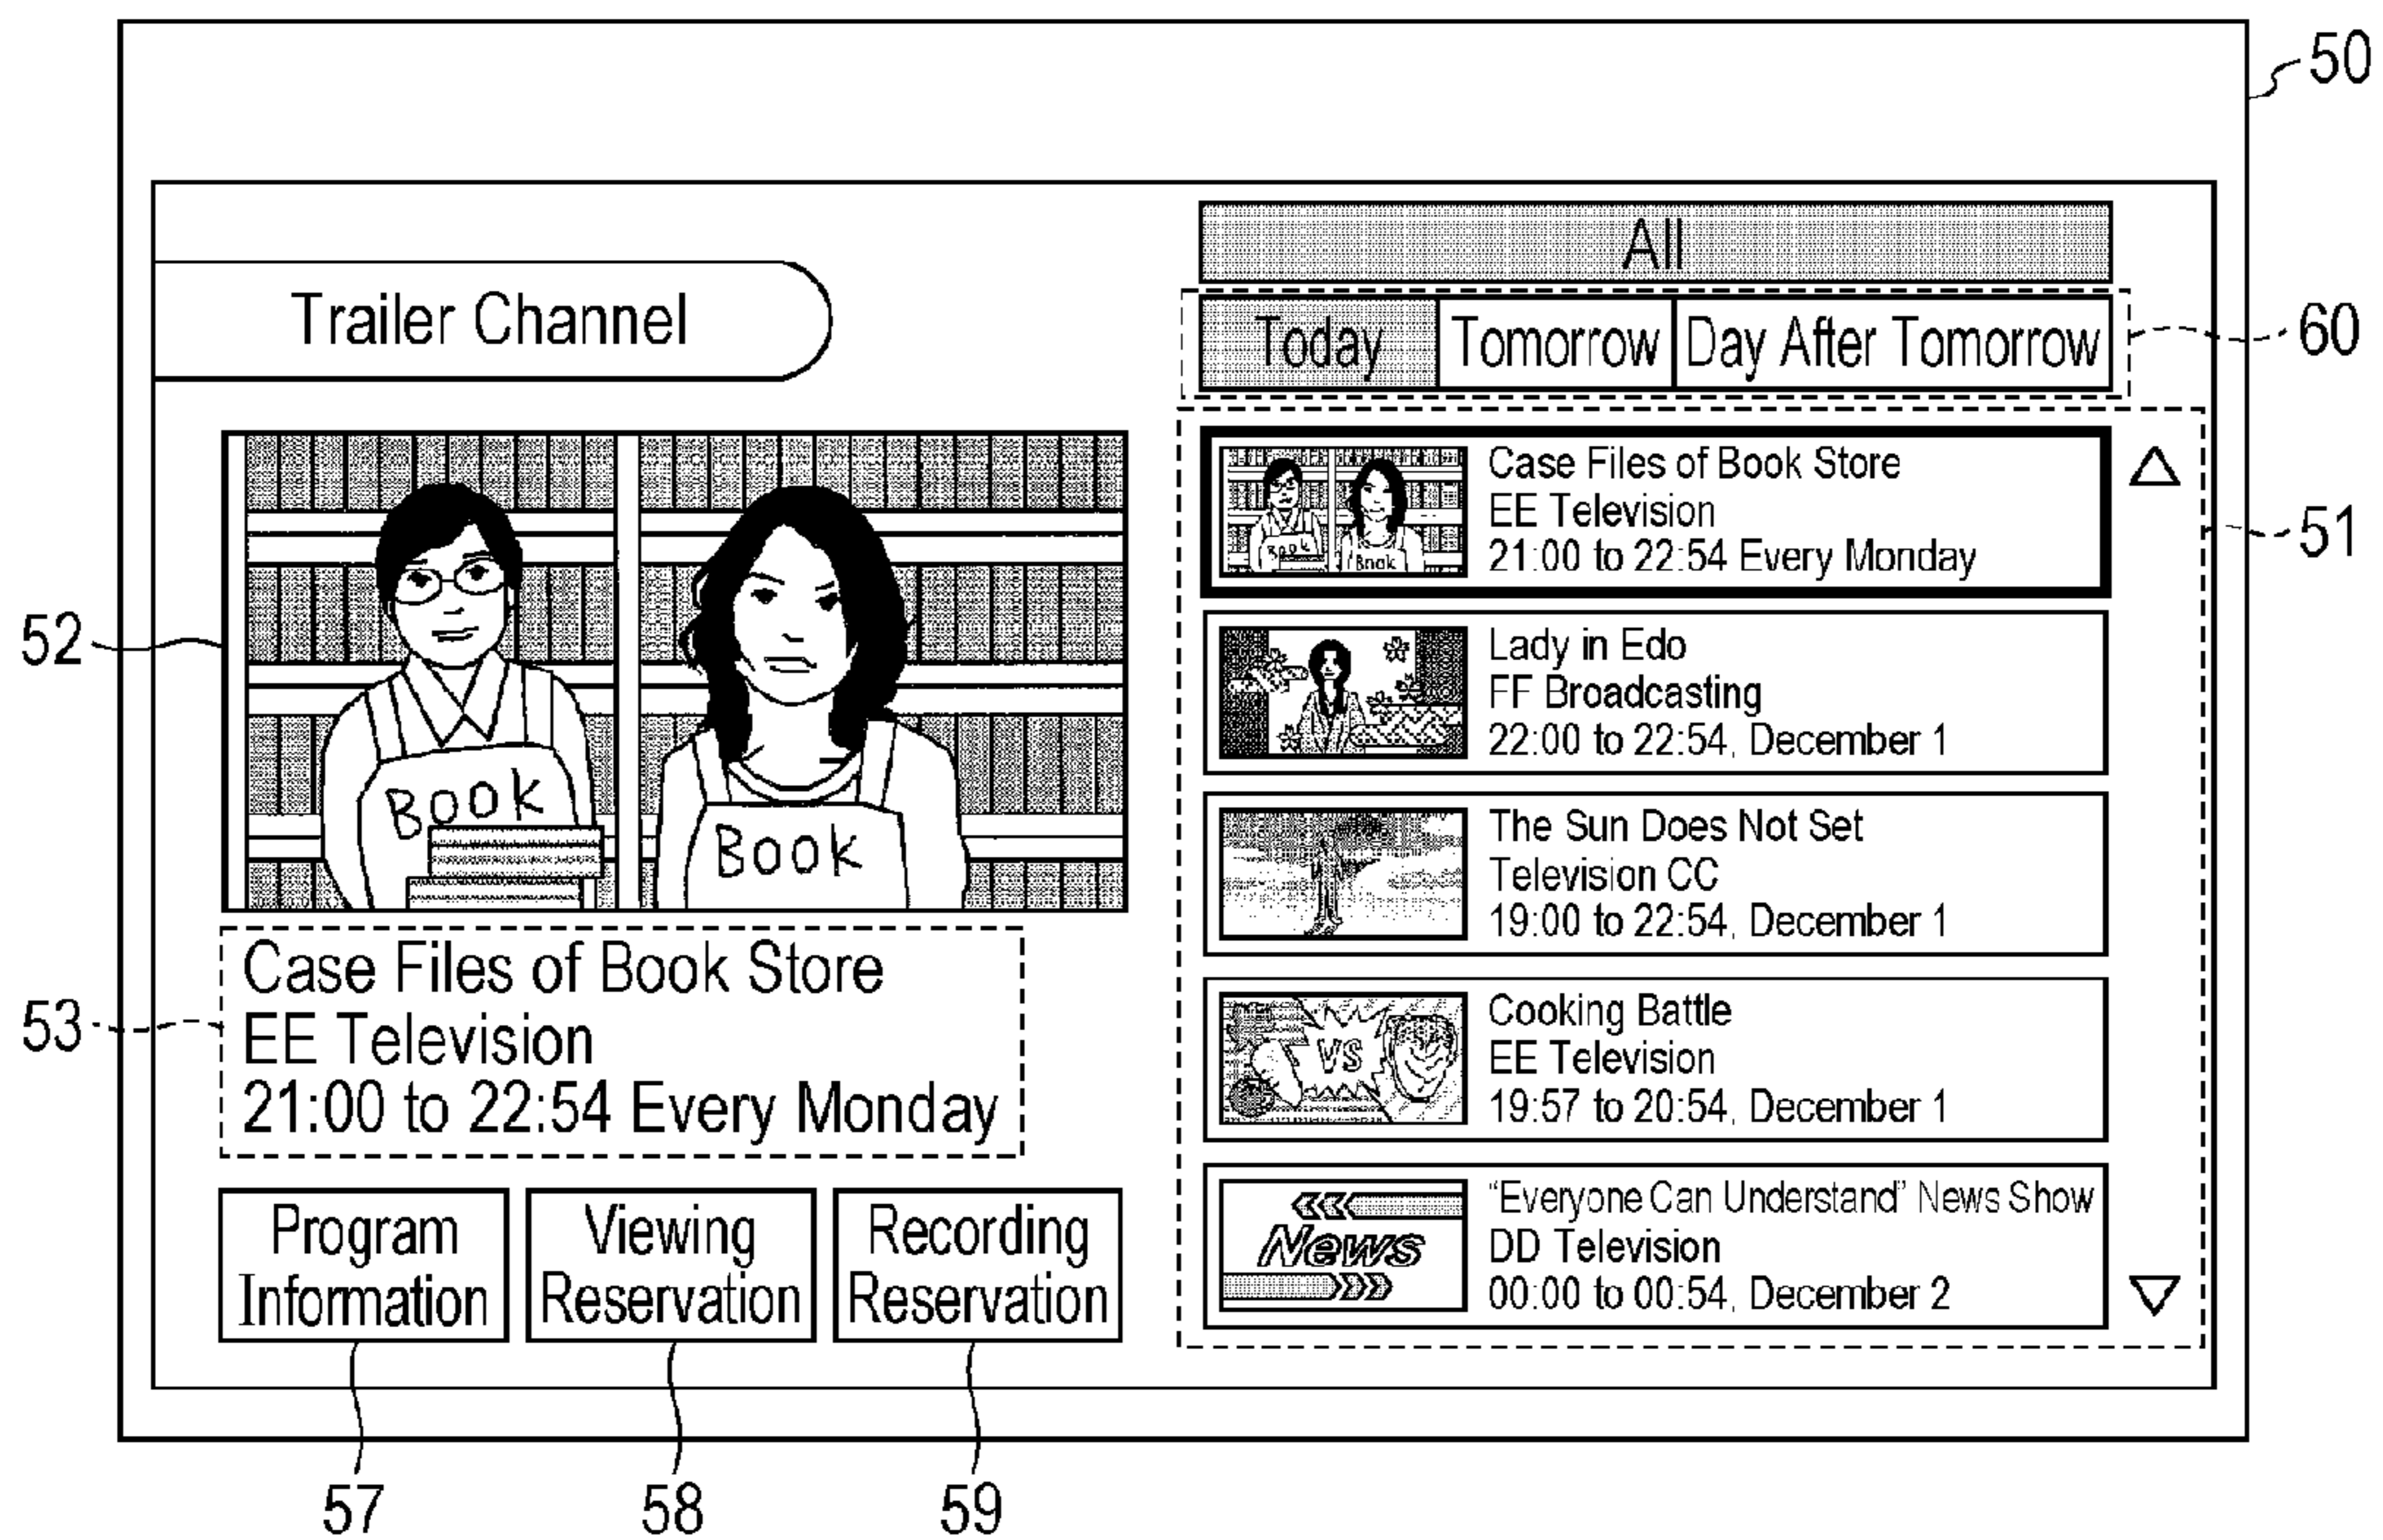 50
Trailer Channel
All
Today Tomorrow Day After Tomorrow
60
52
Book
Book
53
Case Files of Book Store
EE Television
21:00 to 22:54 Every Monday
Program
Information
Viewing
Reservation
Recording
Reservation
57
58
59
51
Book
Book
Case Files of Book Store
EE Television
21:00 to 22:54 Every Monday
Lady in Edo
FF Broadcasting
22:00 to 22:54, December 1
The Sun Does Not Set
Television CC
19:00 to 22:54, December 1
VS
Cooking Battle
EE Television
19:57 to 20:54, December 1
News
“Everyone Can Understand” News Show
DD Television
00:00 to 00:54, December 2